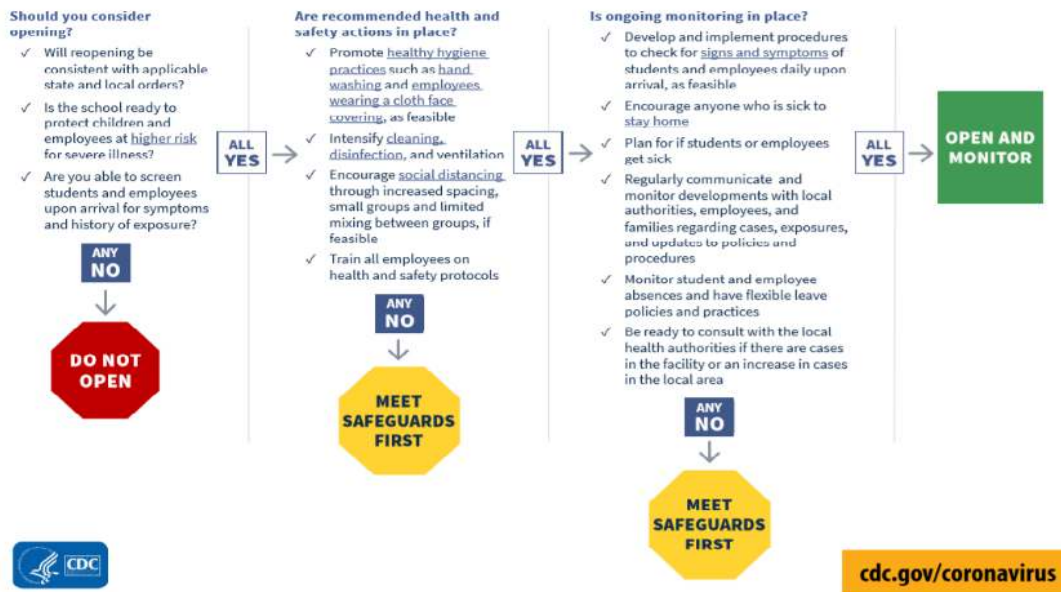 Should you consider
opening?
✓ Will reopening be
consistent with applicable
state and local orders?
✓ Is the school ready to
protect children and
employees at higher risk
for severe illness?
✓ Are you able to screen
students and employees
upon arrival for symptoms
and history of exposure?
ANY
NO
DO NOT
OPEN
ALL
YES
Are recommended health and
safety actions in place?
✓ Promote healthy hygiene
practices such as hand
washing and employees
wearing a cloth face
covering, as feasible
✓ Intensify cleaning,
disinfection, and ventilation
✓ Encourage social distancing
through increased spacing,
small groups and limited
mixing between groups, if
feasible
✓ Train all employees on
health and safety protocols
ANY
NO
MEET
SAFEGUARDS
FIRST
ALL
YES
Is ongoing monitoring in place?
✓ Develop and implement procedures
to check for signs and symptoms of
students and employees daily upon
arrival, as feasible
✓ Encourage anyone who is sick to
stay home
✓ Plan for if students or employees
get sick
✓ Regularly communicate and
monitor developments with local
authorities, employees, and
families regarding cases, exposures,
and updates to policies and
procedures
✓ Monitor student and employee
absences and have flexible leave
policies and practices
✓ Be ready to consult with the local
health authorities if there are cases
in the facility or an increase in cases
in the local area
ANY
NO
MEET
SAFEGUARDS
FIRST
ALL
YES
OPEN AND
MONITOR
CDC
cdc.gov/coronavirus